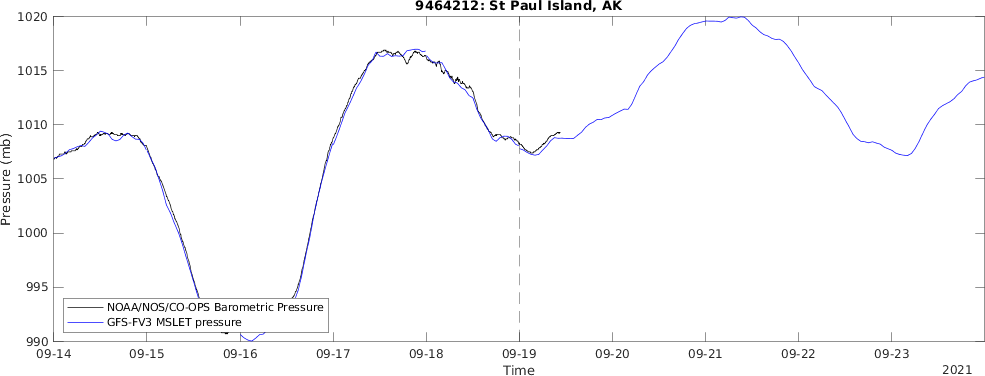 9464212: St Paul Island, AK
Pressure (mb)
1020
1015
1010
1005
1000
995
990
NOAA/NOS/CO-OPS Barometric Pressure
GFS-FV3 MSLET pressure
09-14 09-15 09-16 09-17 09-18 09-19 09-20 09-21 09-22 09-23
Time
2021